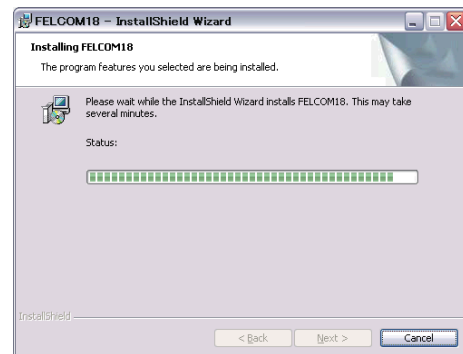 FELCOM18 - InstallShield Wizard
Installing FELCOM18
The program features you selected are being installed.
Please wait while the InstallShield Wizard installs FELCOM18. This may take
several minutes.
Status:
InstallShield
< Back Next > Cancel